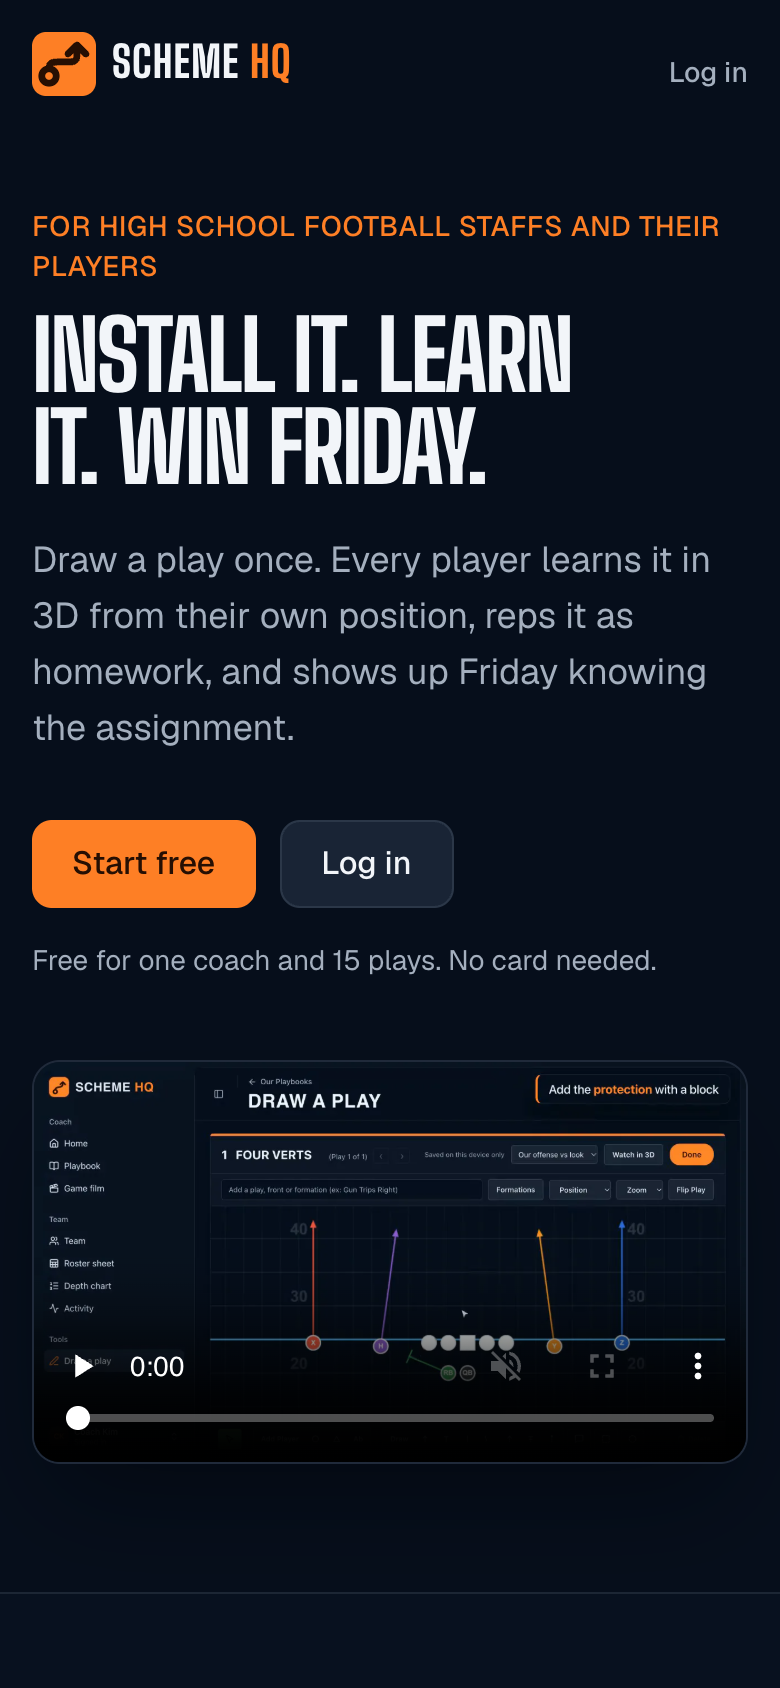 SCHEME HQ
Log in
FOR HIGH SCHOOL FOOTBALL STAFFS AND THEIR
PLAYERS
INSTALL IT. LEARN
IT. WIN FRIDAY.
Draw a play once. Every player learns it in
3D from their own position, reps it as
homework, and shows up Friday knowing
the assignment.
Start free
Log in
Free for one coach and 15 plays. No card needed.
SCHEME HQ
← Our Playbooks
DRAW A PLAY
Add the protection with a block
Coach
Home
Playbook
Game film
Team
Team
Roster sheet
Depth chart
Activity
Tools
Draw a play
1 FOUR VERTS (Play 1 of 1) ‹ › Saved on this device only Our offense vs look Watch in 3D Done
Add a play, front or formation (ex: Gun Trips Right) Formations Position Zoom Flip Play
40 40
30 30
X H Y Z
20 RB QB 20
0:00